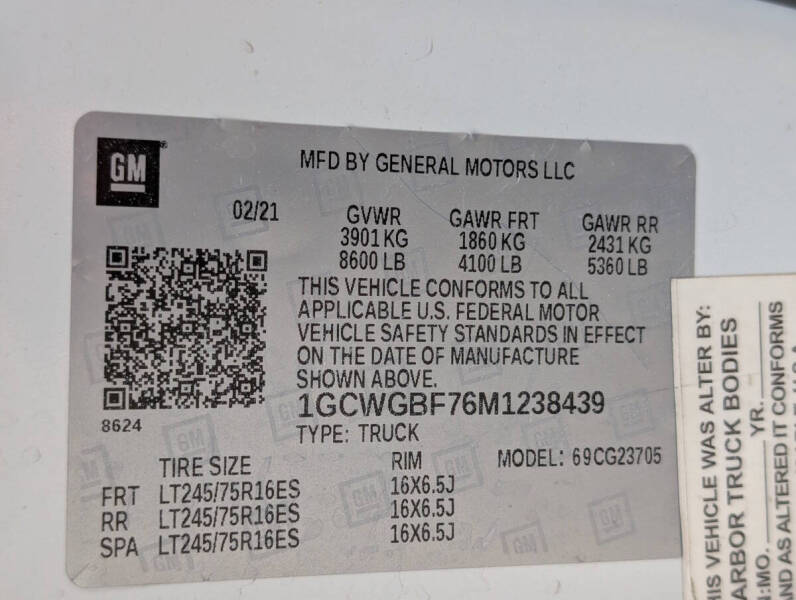 GM
MFD BY GENERAL MOTORS LLC
02/21
GVWR GAWR FRT GAWR RR
3901 KG 1860 KG 2431 KG
8600 LB 4100 LB 5360 LB
THIS VEHICLE CONFORMS TO ALL
APPLICABLE U.S. FEDERAL MOTOR
VEHICLE SAFETY STANDARDS IN EFFECT
ON THE DATE OF MANUFACTURE
SHOWN ABOVE.
8624
1GCWGBF76M1238439
TYPE: TRUCK
TIRE SIZE RIM MODEL: 69CG23705
FRT LT245/75R16ES 16X6.5J
RR LT245/75R16ES 16X6.5J
SPA LT245/75R16ES 16X6.5J
VEHICLE WAS ALTER BY:
ARBOR TRUCK BODIES
MO. ____ YR. ____
AND AS ALTERED IT CONFORMS